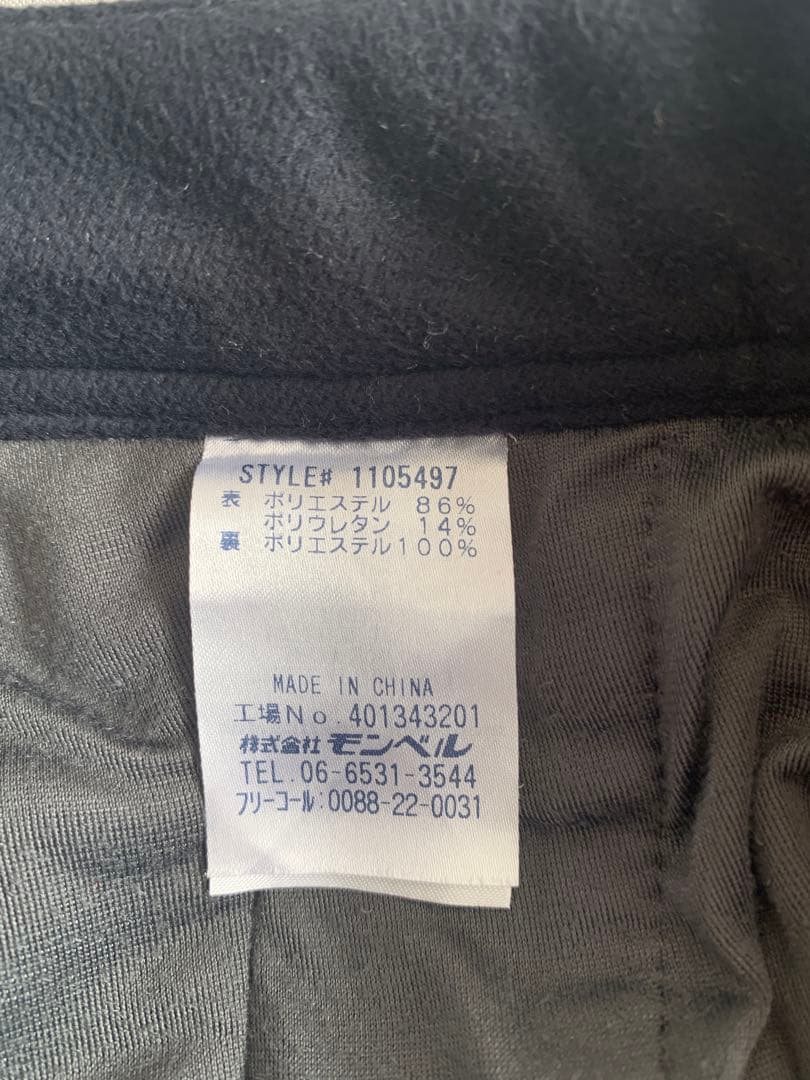 STYLE# 1105497
表 ポリエステル 86%
ポリウレタン 14%
裏 ポリエステル100%
MADE IN CHINA
工場No.401343201
株式会社 モンベル
TEL.06-6531-3544
フリーコール:0088-22-0031